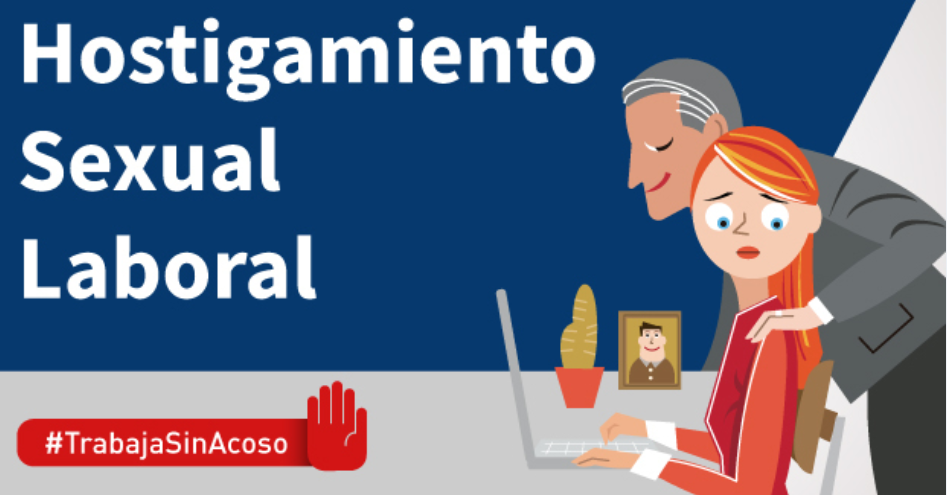 Hostigamiento
Sexual
Laboral
#TrabajaSinAcoso